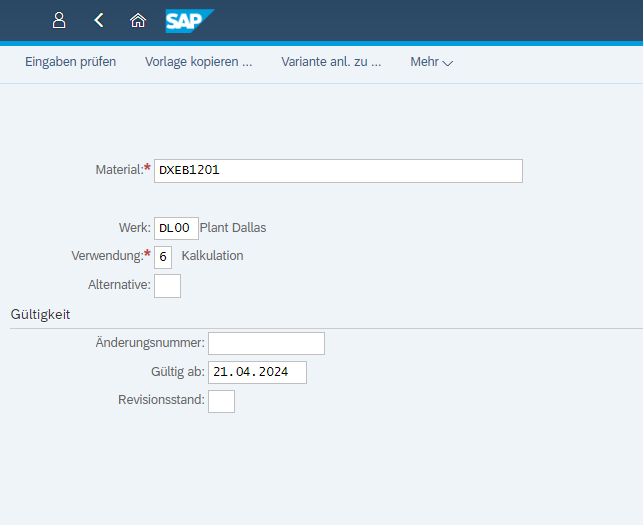 SAP
Eingaben prüfen Vorlage kopieren ... Variante anl. zu ... Mehr
Material:* DXEB1201
Werk: DL00 Plant Dallas
Verwendung:* 6 Kalkulation
Alternative:
Gültigkeit
Änderungsnummer:
Gültig ab: 21.04.2024
Revisionsstand: